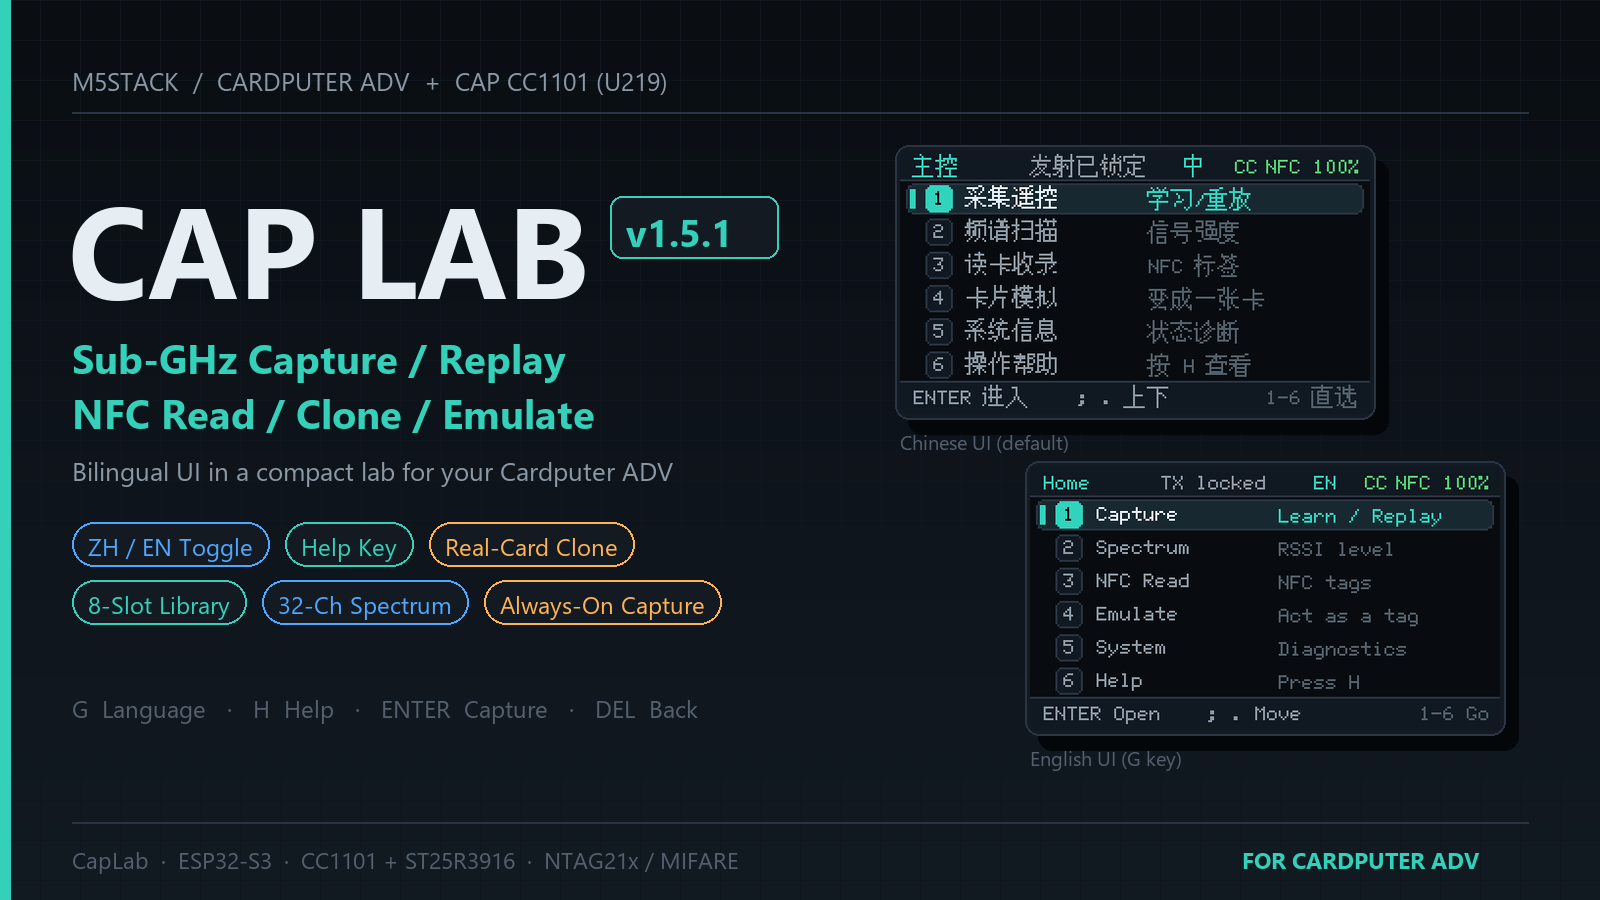 M5STACK / CARDPUTER ADV + CAP CC1101 (U219)
CAP LAB v1.5.1
Sub-GHz Capture / Replay
NFC Read / Clone / Emulate
Bilingual UI in a compact lab for your Cardputer ADV
ZH / EN Toggle Help Key Real-Card Clone
8-Slot Library 32-Ch Spectrum Always-On Capture
G Language · H Help · ENTER Capture · DEL Back
主控 发射已锁定 中 CC NFC 100%
1 采集遥控 学习/重放
2 频谱扫描 信号强度
3 读卡收录 NFC 标签
4 卡片模拟 变成一张卡
5 系统信息 状态诊断
6 操作帮助 按 H 查看
ENTER 进入 ; . 上下 1-6 直选
Chinese UI (default)
Home TX locked EN CC NFC 100%
1 Capture Learn / Replay
2 Spectrum RSSI level
3 NFC Read NFC tags
4 Emulate Act as a tag
5 System Diagnostics
6 Help Press H
ENTER Open ; . Move 1-6 Go
English UI (G key)
CapLab · ESP32-S3 · CC1101 + ST25R3916 · NTAG21x / MIFARE
FOR CARDPUTER ADV